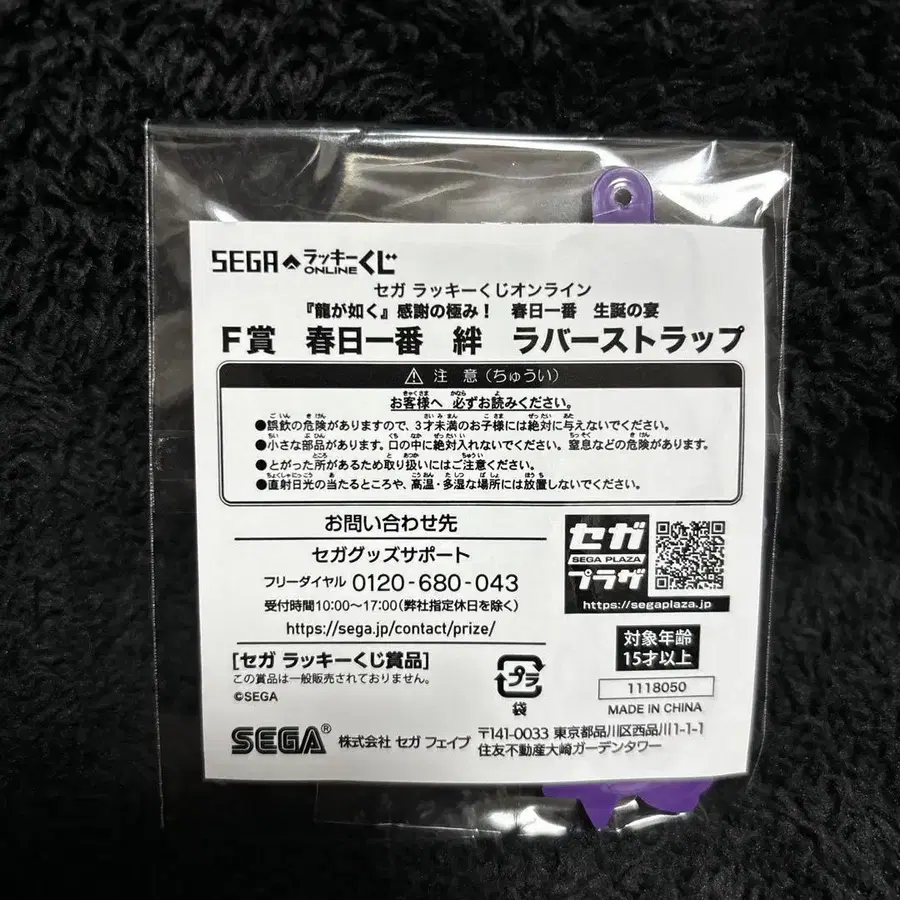 SEGA ラッキーくじ ONLINE
セガ ラッキーくじオンライン
『龍が如く』感謝の極み！ 春日一番 生誕の宴
F賞 春日一番 絆 ラバーストラップ
⚠ 注 意（ちゅうい）
お客様へ 必ずお読みください。
●誤飲の危険がありますので、3才未満のお子様には絶対に与えないでください。
●小さな部品があります。口の中に絶対入れないでください。窒息などの危険があります。
●とがった所があるため取り扱いにはご注意ください。
●直射日光の当たるところや、高温・多湿な場所には放置しないでください。
お問い合わせ先
セガグッズサポート
フリーダイヤル 0120-680-043
受付時間10:00～17:00（弊社指定休日を除く）
https://sega.jp/contact/prize/
セガ
SEGA PLAZA
プラザ
https://segaplaza.jp
[セガ ラッキーくじ賞品]
この賞品は一般販売されておりません。
©SEGA
プラ
袋
対象年齢
15才以上
1118050
MADE IN CHINA
SEGA® 株式会社 セガ フェイブ
〒141-0033 東京都品川区西品川1-1-1
住友不動産大崎ガーデンタワー